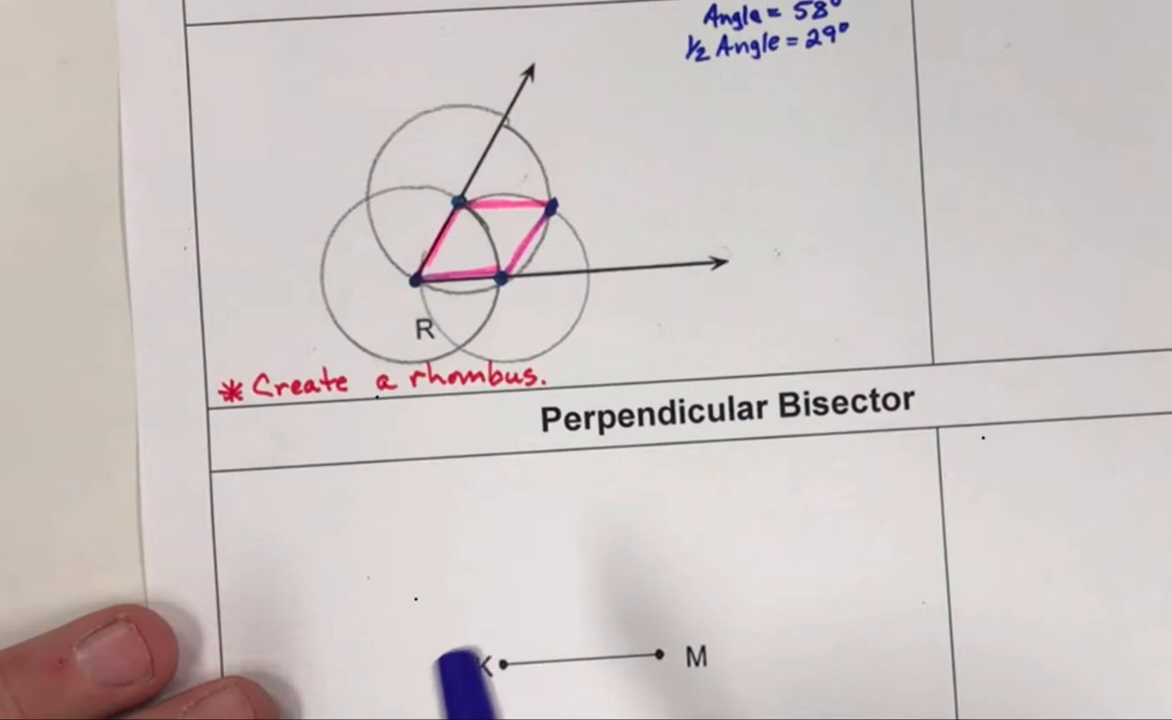 Angle = 58°
1/2 Angle = 29°
R
* Create a rhombus.
Perpendicular Bisector
K
M